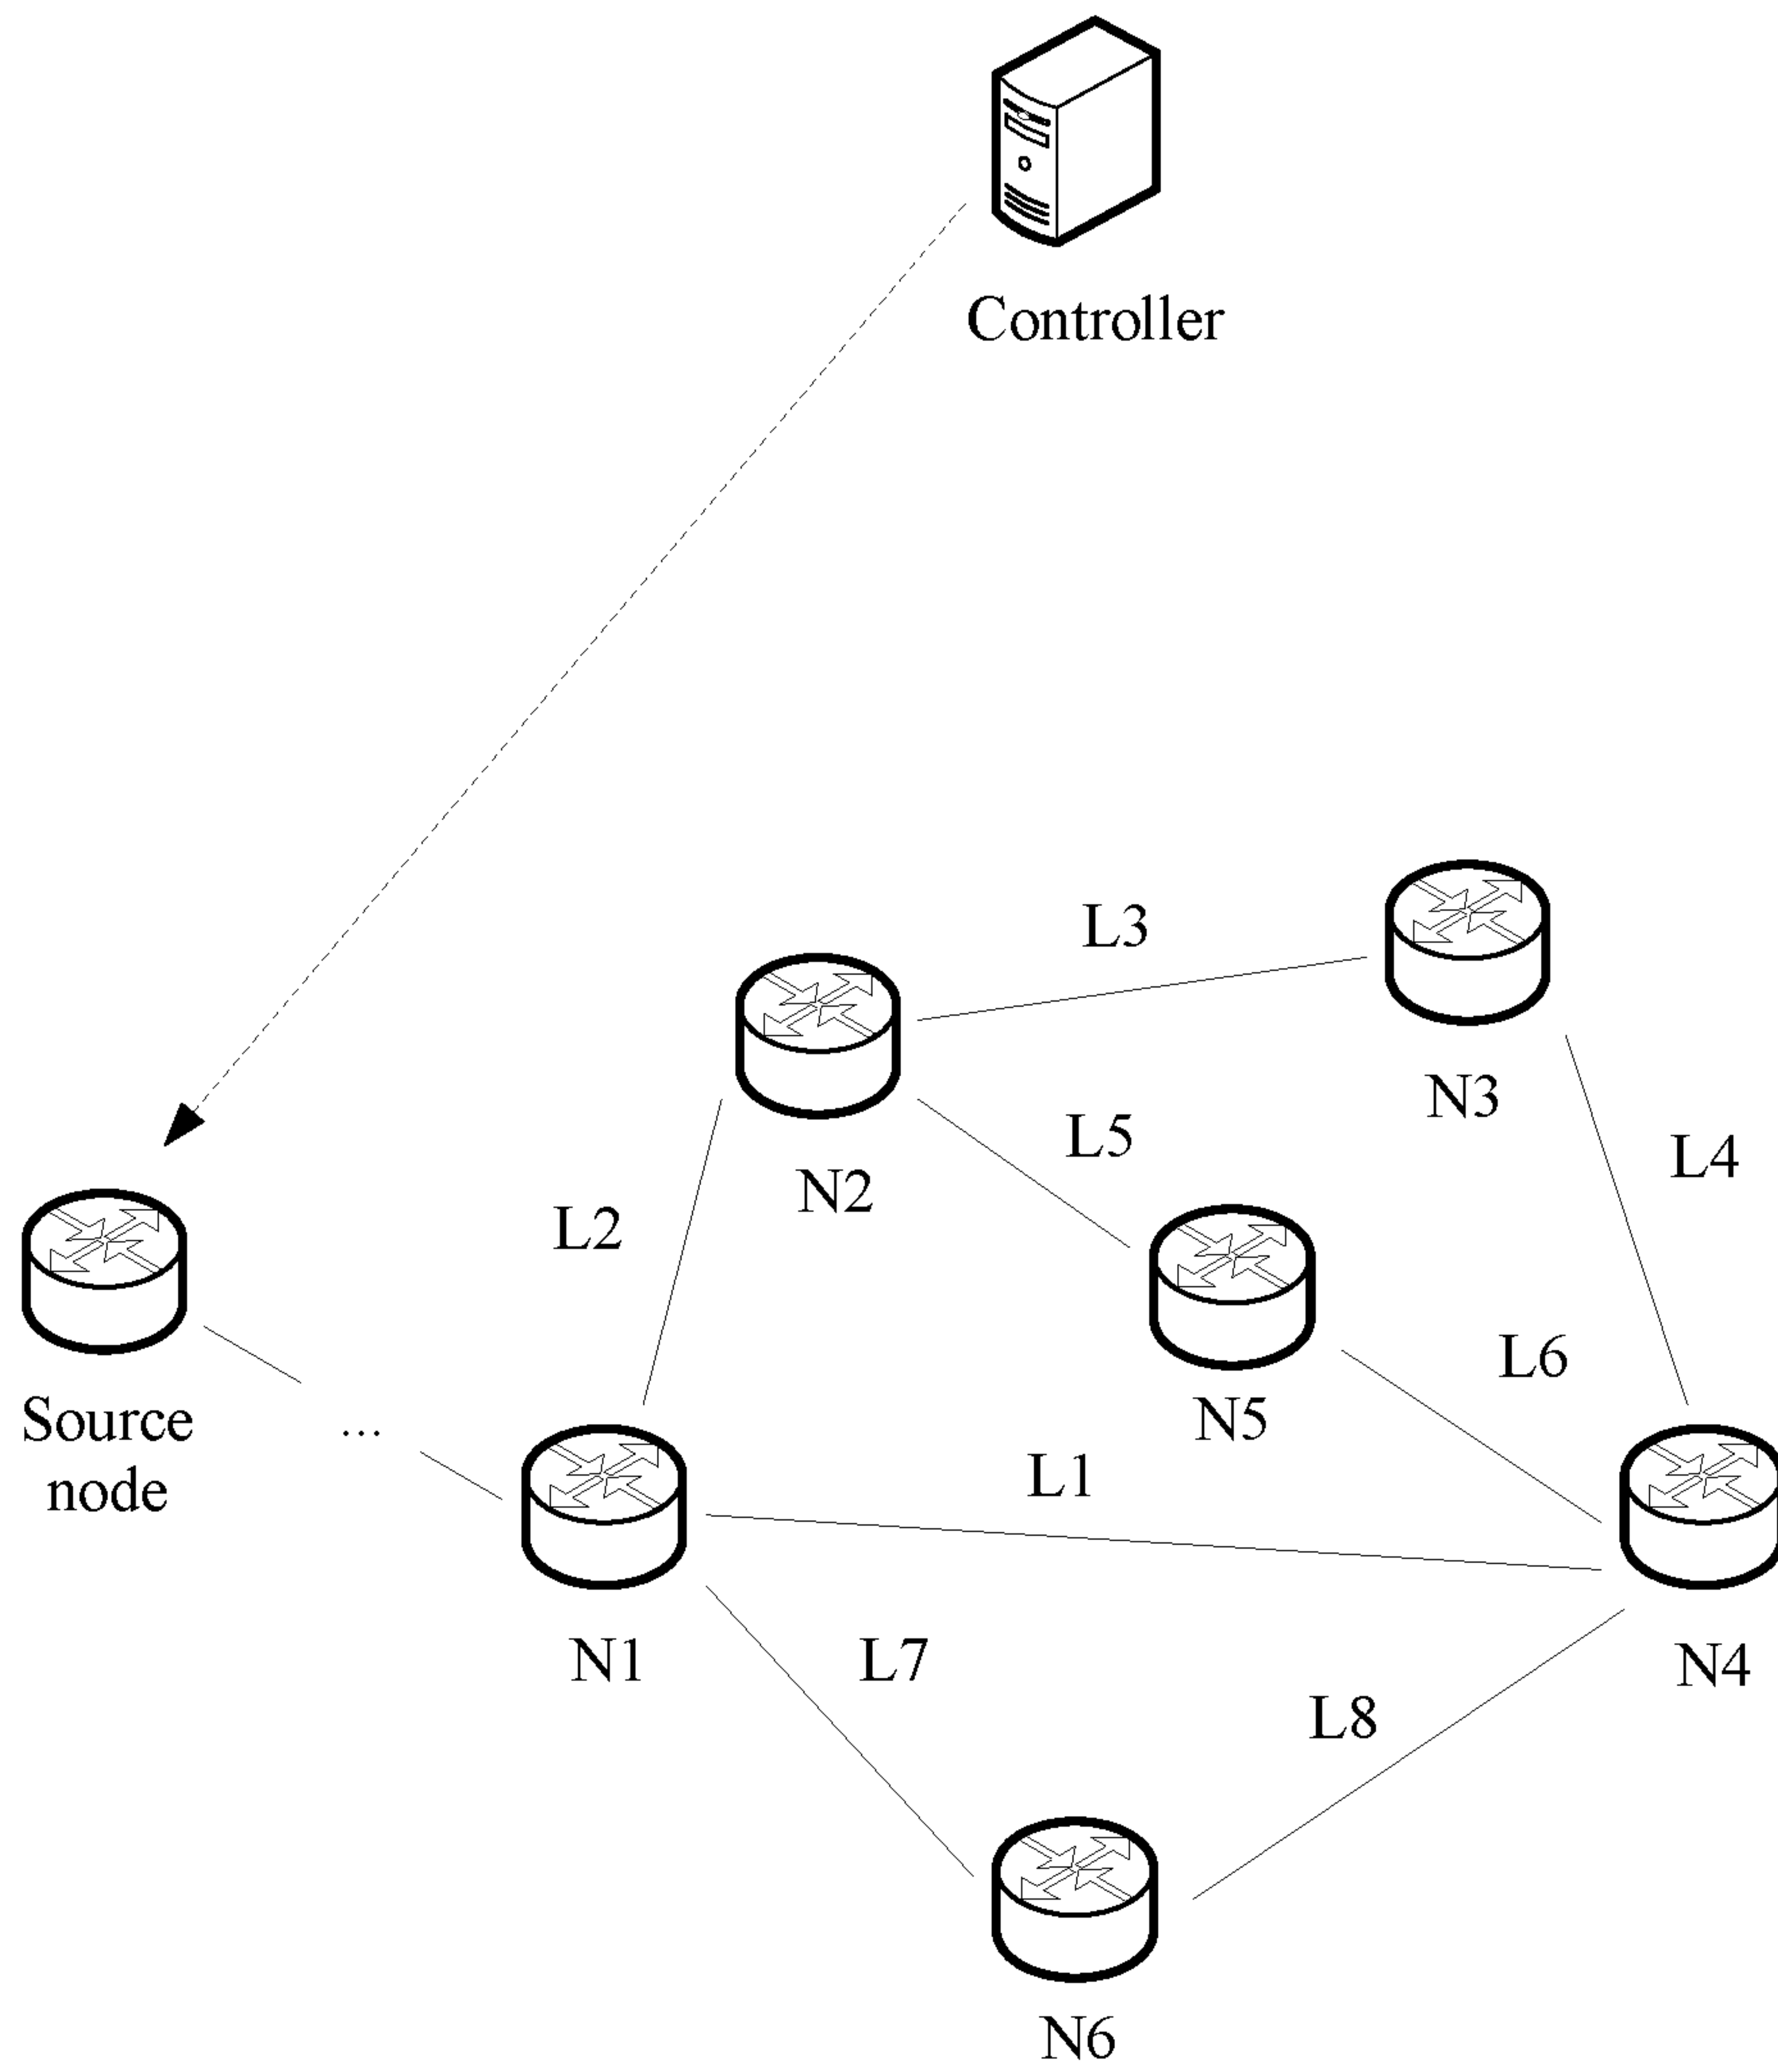 Controller
L3
N3
L5
L4
N2
L2
L6
Source
node
...
N5
L1
N1
L7
N4
L8
N6